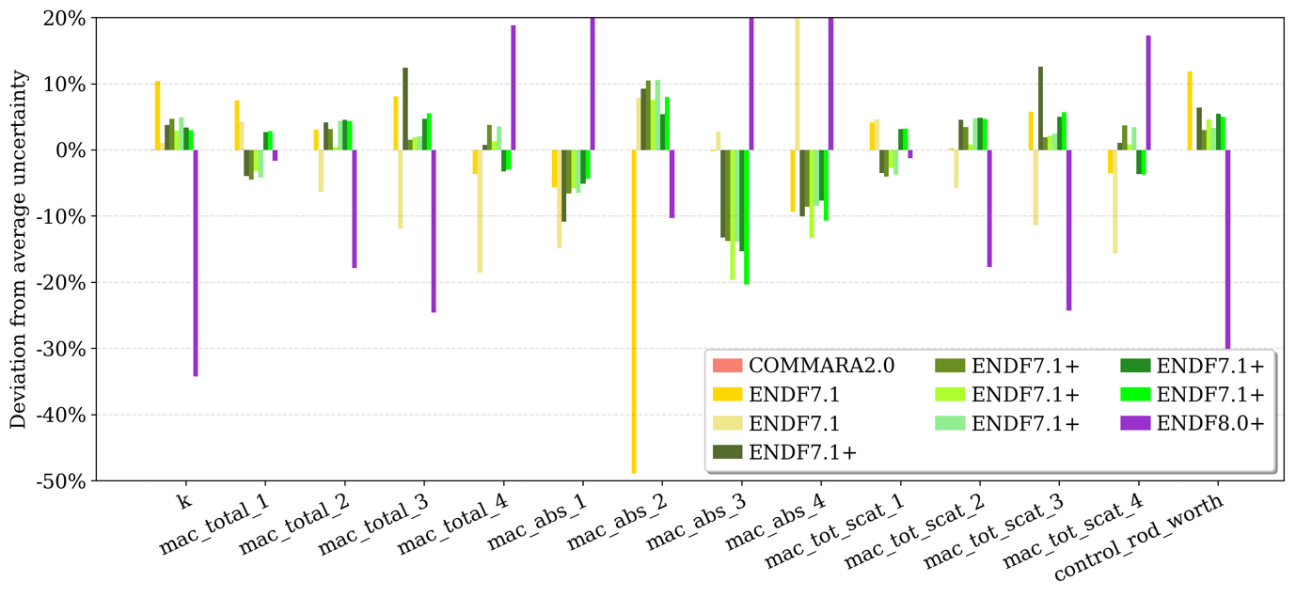 Deviation from average uncertainty
20%
10%
0%
-10%
-20%
-30%
-40%
-50%
COMMARA2.0
ENDF7.1
ENDF7.1
ENDF7.1+
ENDF7.1+
ENDF7.1+
ENDF7.1+
ENDF7.1+
ENDF7.1+
ENDF8.0+
k
mac_total_1
mac_total_2
mac_total_3
mac_total_4
mac_abs_1
mac_abs_2
mac_abs_3
mac_abs_4
mac_tot_scat_1
mac_tot_scat_2
mac_tot_scat_3
mac_tot_scat_4
control_rod_worth